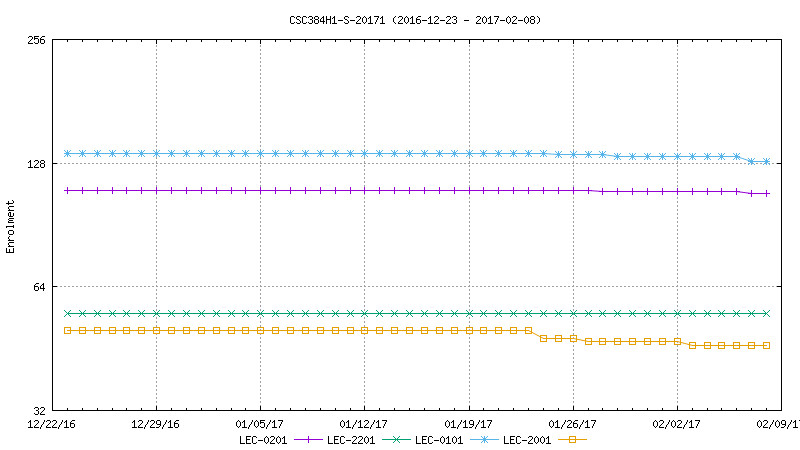 CSC384H1-S-20171 (2016-12-23 - 2017-02-08)
256
128
64
32
Enrolment
12/22/16 12/29/16 01/05/17 01/12/17 01/19/17 01/26/17 02/02/17 02/09/17
LEC-0201 LEC-2201 LEC-0101 LEC-2001